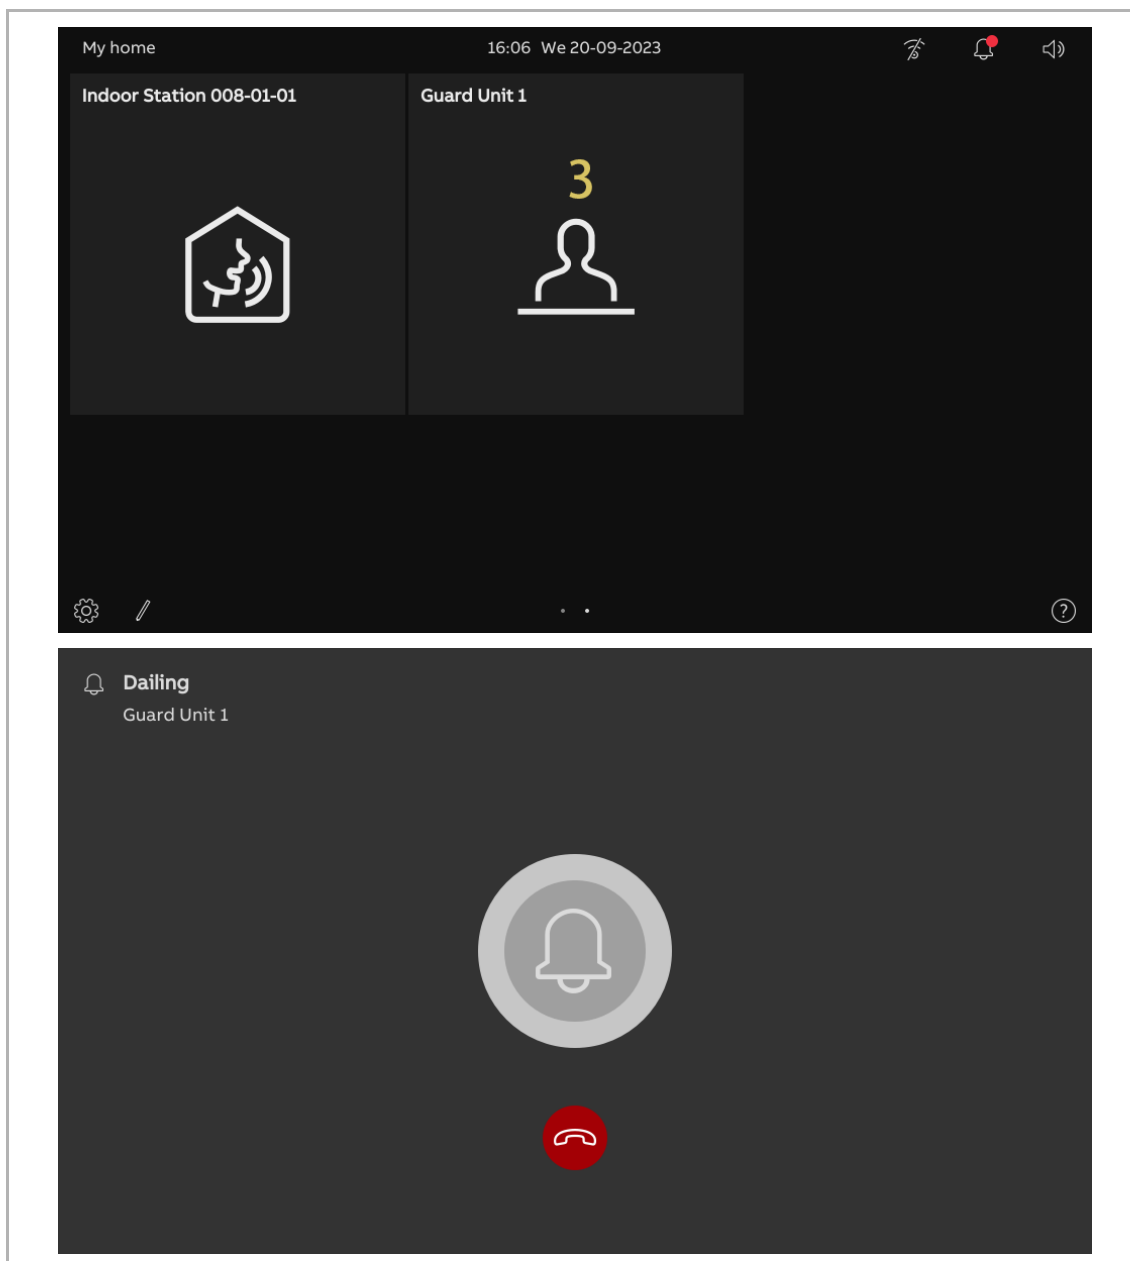 My home
16:06 We 20-09-2023
Indoor Station 008-01-01
Guard Unit 1
3
?
Dailing
Guard Unit 1